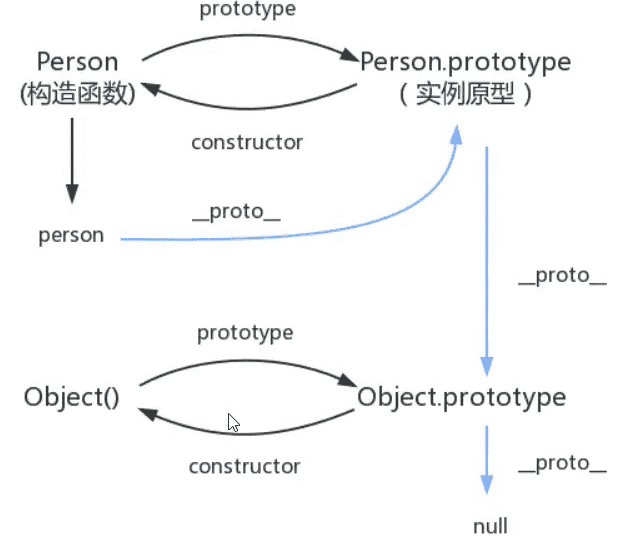 prototype
Person
Person.prototype
(构造函数)
（实例原型）
constructor
__proto__
person
__proto__
prototype
Object()
Object.prototype
constructor
__proto__
null